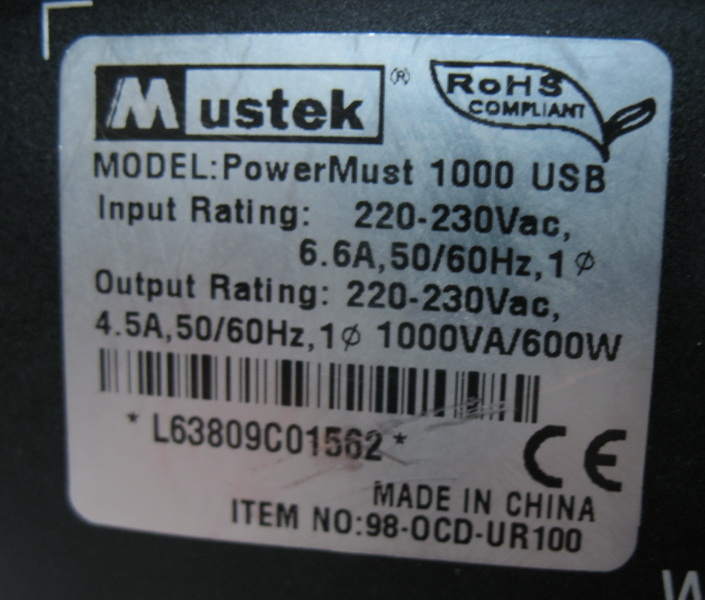 Mustek ®
RoHS
COMPLIANT
MODEL:PowerMust 1000 USB
Input Rating: 220-230Vac,
6.6A,50/60Hz,1ϕ
Output Rating: 220-230Vac,
4.5A,50/60Hz,1ϕ 1000VA/600W
*L63809C01562*
CE
MADE IN CHINA
ITEM NO:98-OCD-UR100